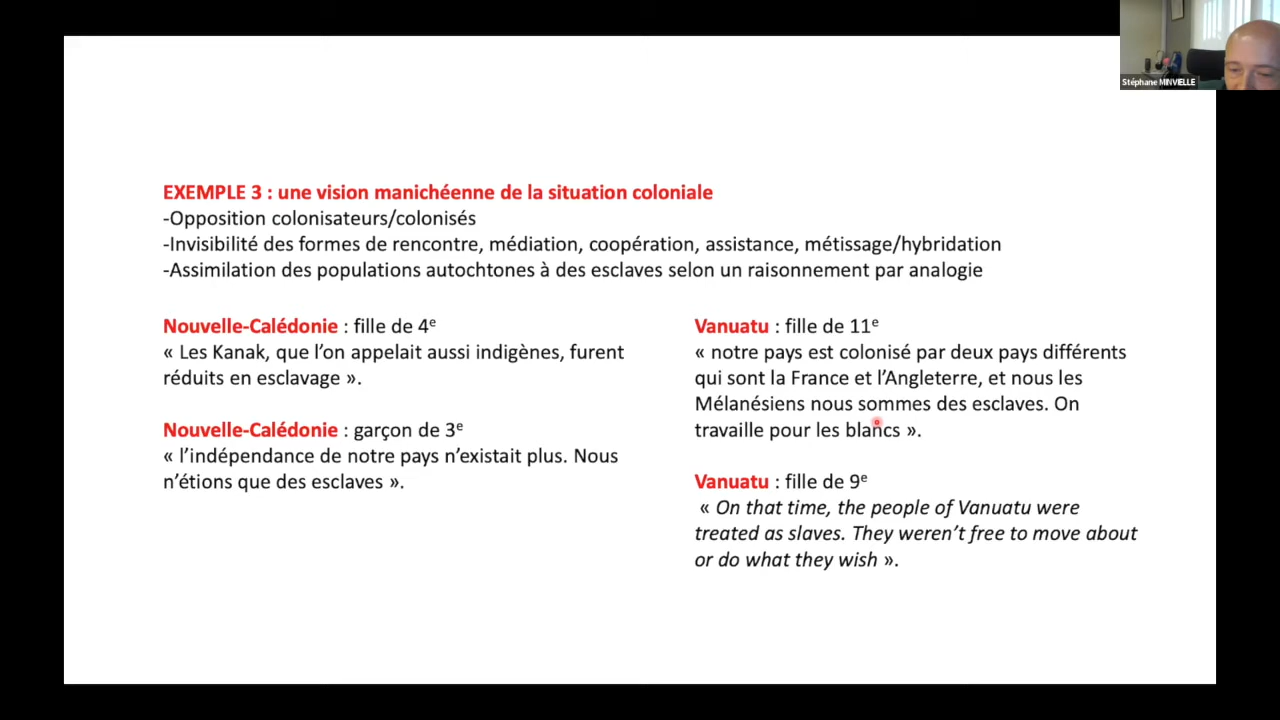 Stéphane MINVIELLE
EXEMPLE 3 : une vision manichéenne de la situation coloniale
-Opposition colonisateurs/colonisés
-Invisibilité des formes de rencontre, médiation, coopération, assistance, métissage/hybridation
-Assimilation des populations autochtones à des esclaves selon un raisonnement par analogie
Nouvelle-Calédonie : fille de 4e
« Les Kanak, que l’on appelait aussi indigènes, furent
réduits en esclavage ».
Nouvelle-Calédonie : garçon de 3e
« l’indépendance de notre pays n’existait plus. Nous
n’étions que des esclaves ».
Vanuatu : fille de 11e
« notre pays est colonisé par deux pays différents
qui sont la France et l’Angleterre, et nous les
Mélanésiens nous sommes des esclaves. On
travaille pour les blancs ».
Vanuatu : fille de 9e
« On that time, the people of Vanuatu were
treated as slaves. They weren’t free to move about
or do what they wish ».